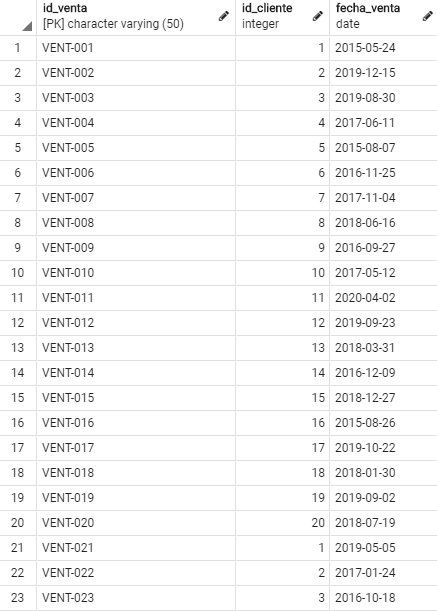 id_venta id_cliente fecha_venta
[PK] character varying (50) integer date
1 VENT-001 1 2015-05-24
2 VENT-002 2 2019-12-15
3 VENT-003 3 2019-08-30
4 VENT-004 4 2017-06-11
5 VENT-005 5 2015-08-07
6 VENT-006 6 2016-11-25
7 VENT-007 7 2017-11-04
8 VENT-008 8 2018-06-16
9 VENT-009 9 2016-09-27
10 VENT-010 10 2017-05-12
11 VENT-011 11 2020-04-02
12 VENT-012 12 2019-09-23
13 VENT-013 13 2018-03-31
14 VENT-014 14 2016-12-09
15 VENT-015 15 2018-12-27
16 VENT-016 16 2015-08-26
17 VENT-017 17 2019-10-22
18 VENT-018 18 2018-01-30
19 VENT-019 19 2019-09-02
20 VENT-020 20 2018-07-19
21 VENT-021 1 2019-05-05
22 VENT-022 2 2017-01-24
23 VENT-023 3 2016-10-18